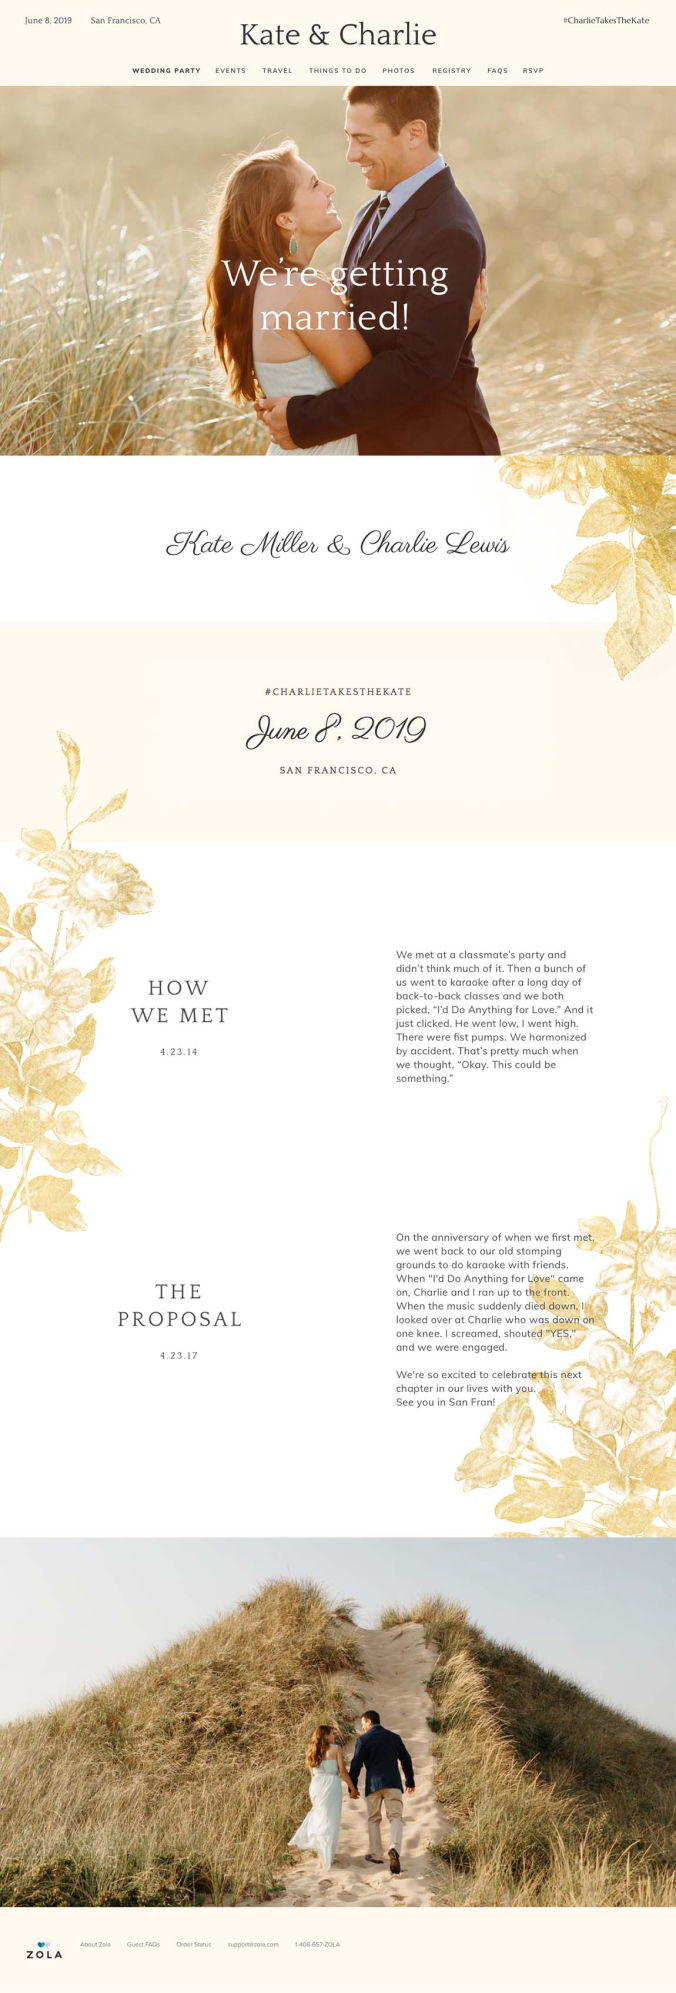 June 8, 2019 San Francisco, CA
Kate & Charlie
#CharlieTakesTheKate
WEDDING PARTY EVENTS TRAVEL THINGS TO DO PHOTOS REGISTRY FAQS RSVP
We're getting
married!
Kate Miller & Charlie Lewis
#CHARLIETAKESTHEKATE
June 8, 2019
SAN FRANCISCO, CA
HOW
WE MET
4.23.14
We met at a classmate's party and
didn't think much of it. Then a bunch of
us went to karaoke after a long day of
back-to-back classes and we both
picked, "I'd Do Anything for Love." And it
just clicked. He went low, I went high.
There were fist pumps. We harmonized
by accident. That's pretty much when
we thought, "Okay. This could be
something."
THE
PROPOSAL
4.23.17
On the anniversary of when we first met,
we went back to our old stomping
grounds to do karaoke with friends.
When "I'd Do Anything for Love" came
on, Charlie and I ran up to the front.
When the music suddenly died down, I
looked over at Charlie who was down on
one knee. I screamed, shouted "YES,"
and we were engaged.
We're so excited to celebrate this next
chapter in our lives with you.
See you in San Fran!
ZOLA
About Zola Guest FAQs Order Status support@zola.com 1-408-657-ZOLA